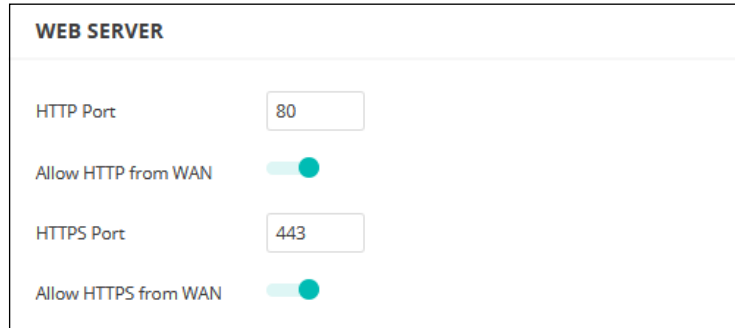 WEB SERVER
HTTP Port 80
Allow HTTP from WAN
HTTPS Port 443
Allow HTTPS from WAN